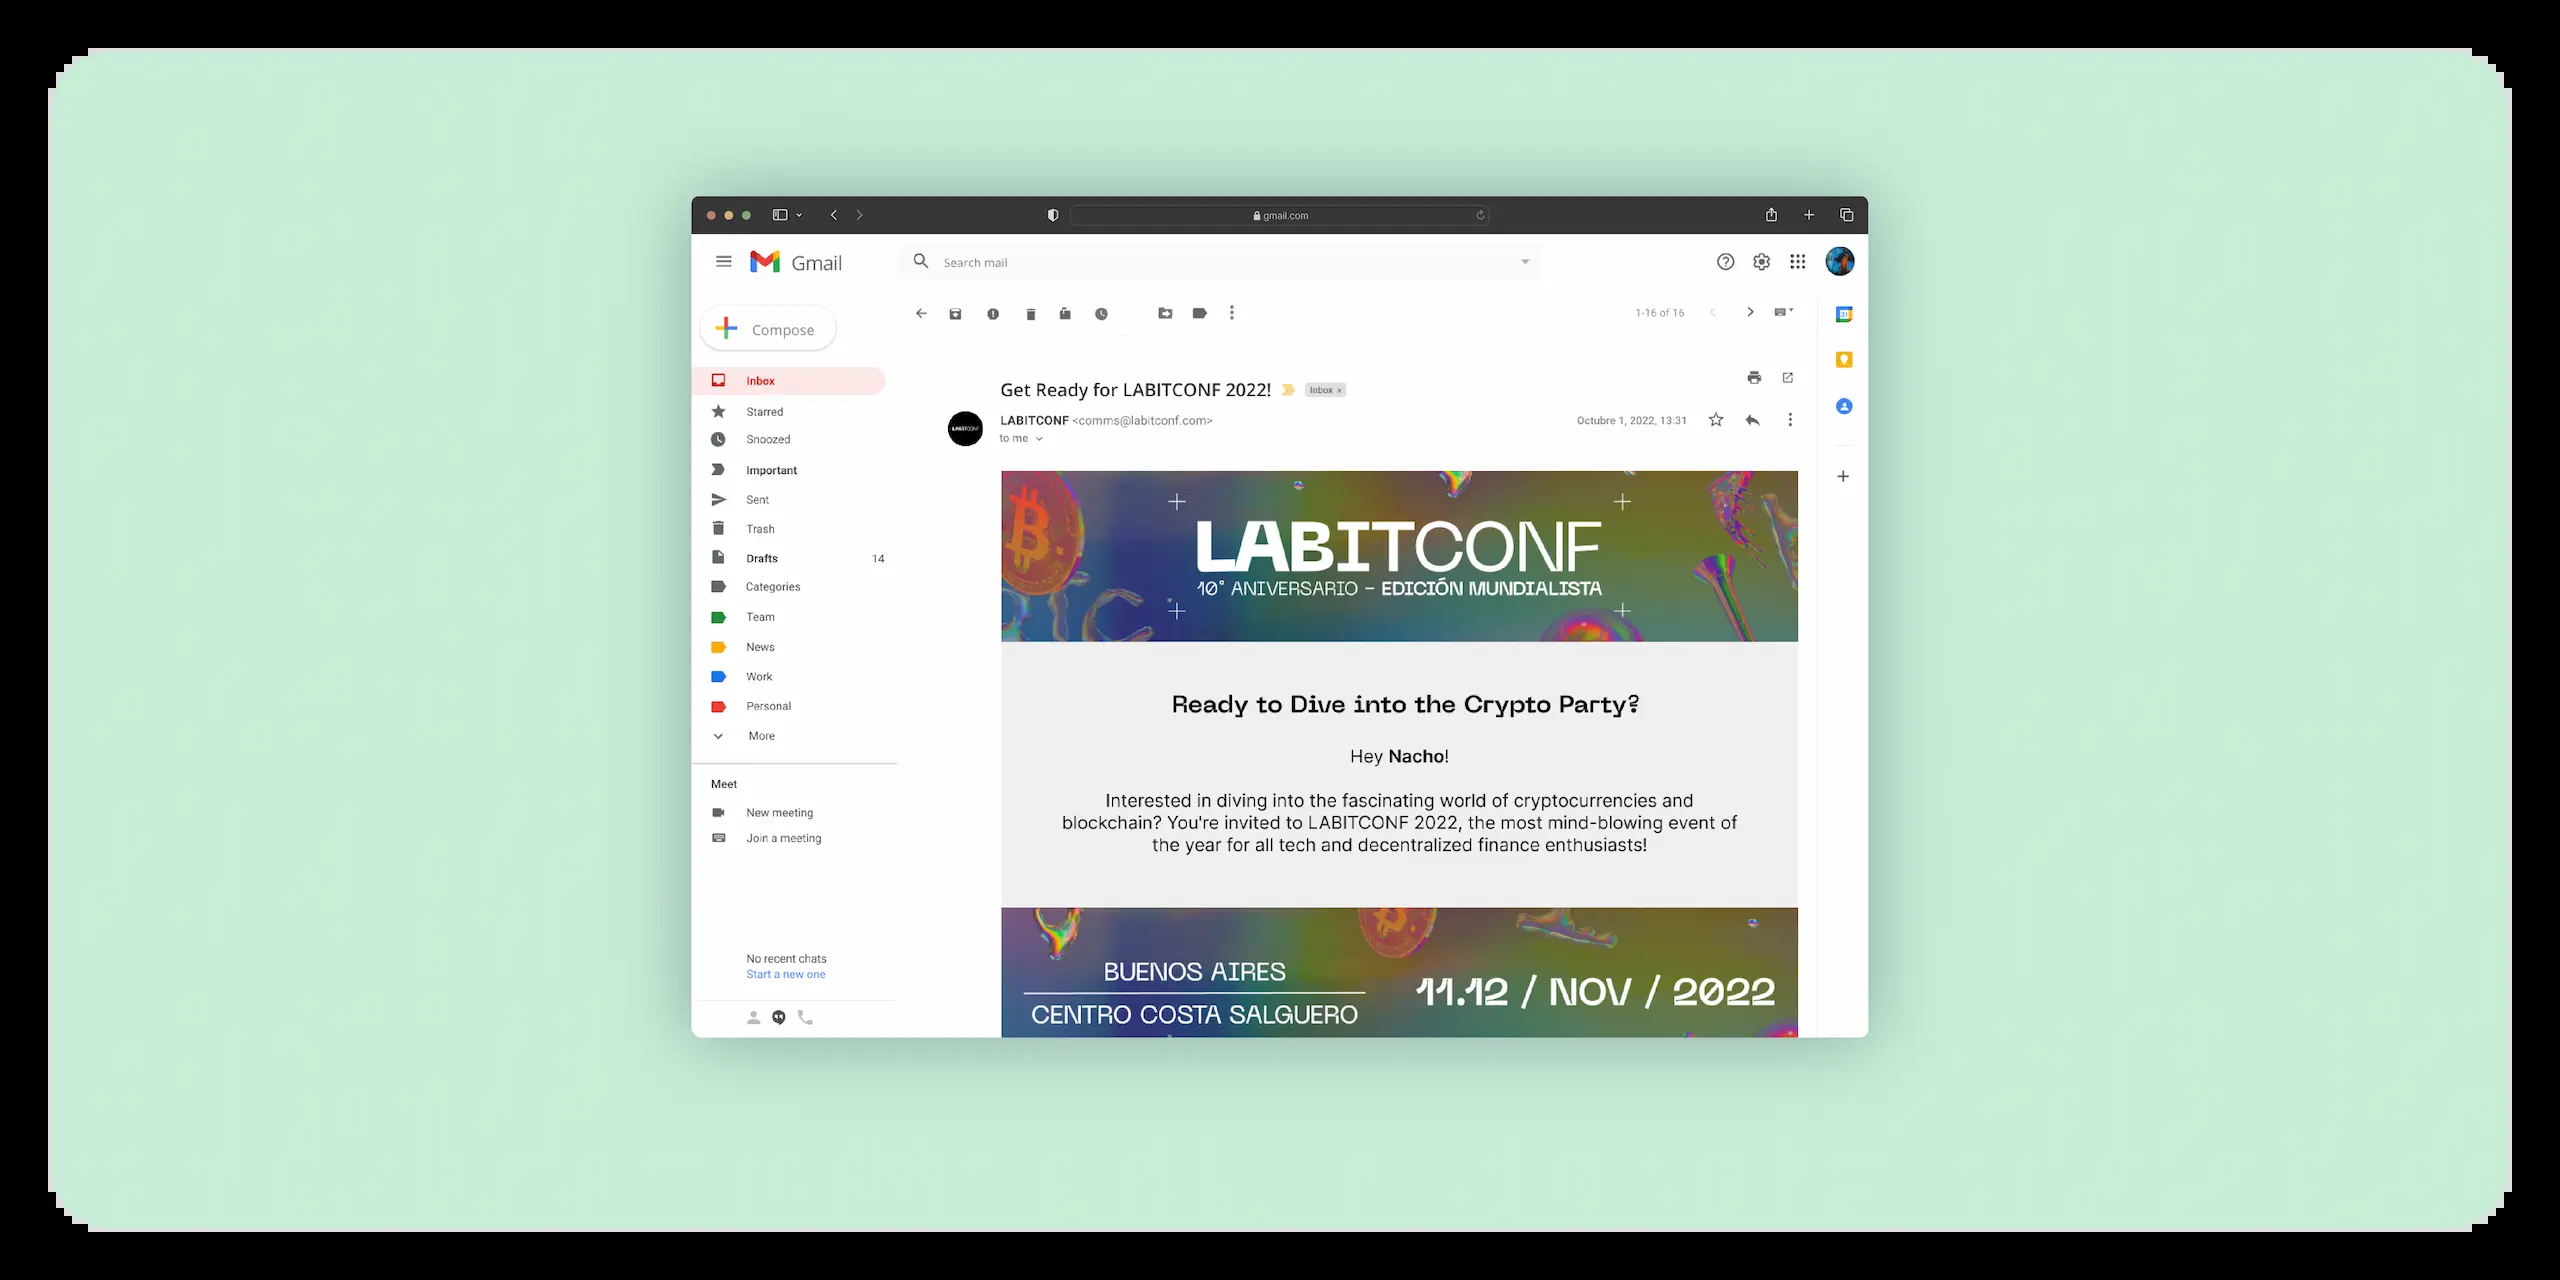 gmail.com
Gmail
Search mail
Compose
1-16 of 16
Inbox
Starred
Snoozed
Important
Sent
Trash
Drafts 14
Categories
Team
News
Work
Personal
More
Meet
New meeting
Join a meeting
No recent chats
Start a new one
Get Ready for LABITCONF 2022! Inbox ×
LABITCONF <comms@labitconf.com> Octubre 1, 2022, 13:31
to me
LABITCONF
LABITCONF
10° ANIVERSARIO – EDICIÓN MUNDIALISTA
Ready to Dive into the Crypto Party?
Hey Nacho!
Interested in diving into the fascinating world of cryptocurrencies and
blockchain? You're invited to LABITCONF 2022, the most mind-blowing event of
the year for all tech and decentralized finance enthusiasts!
BUENOS AIRES
CENTRO COSTA SALGUERO
11.12 / NOV / 2022
31